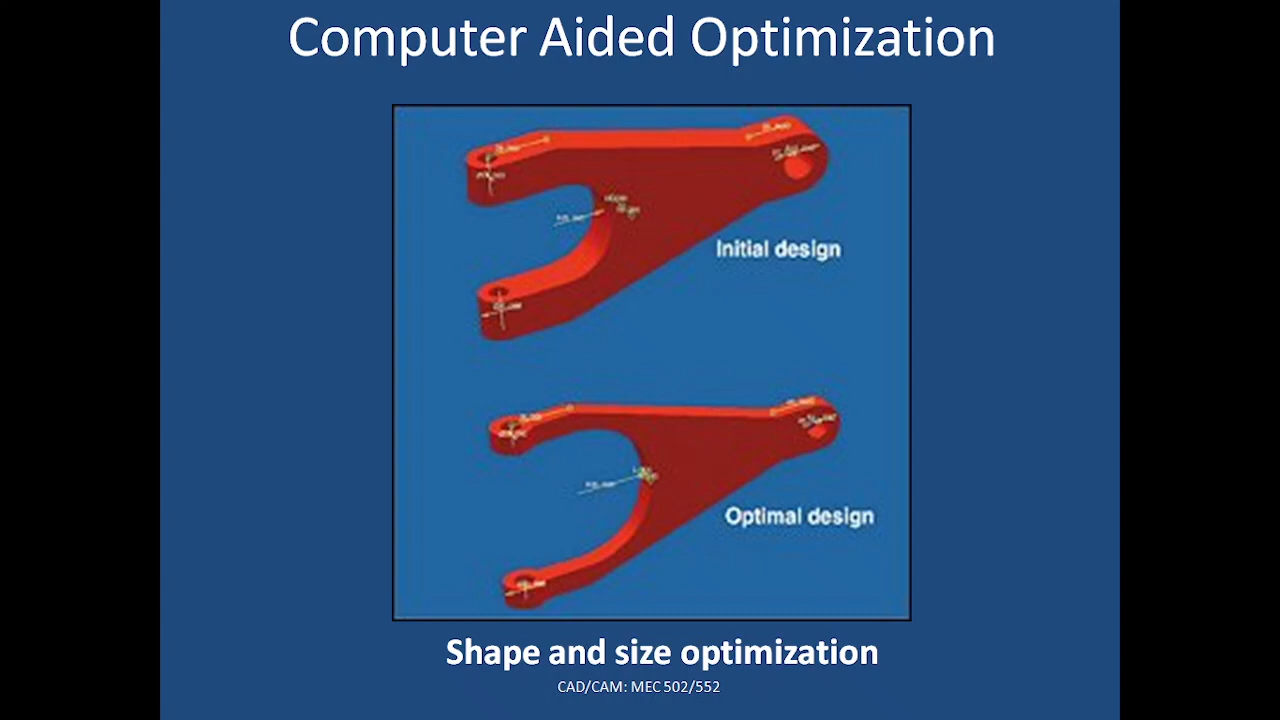 Computer Aided Optimization
Initial design
Optimal design
Shape and size optimization
CAD/CAM: MEC 502/552